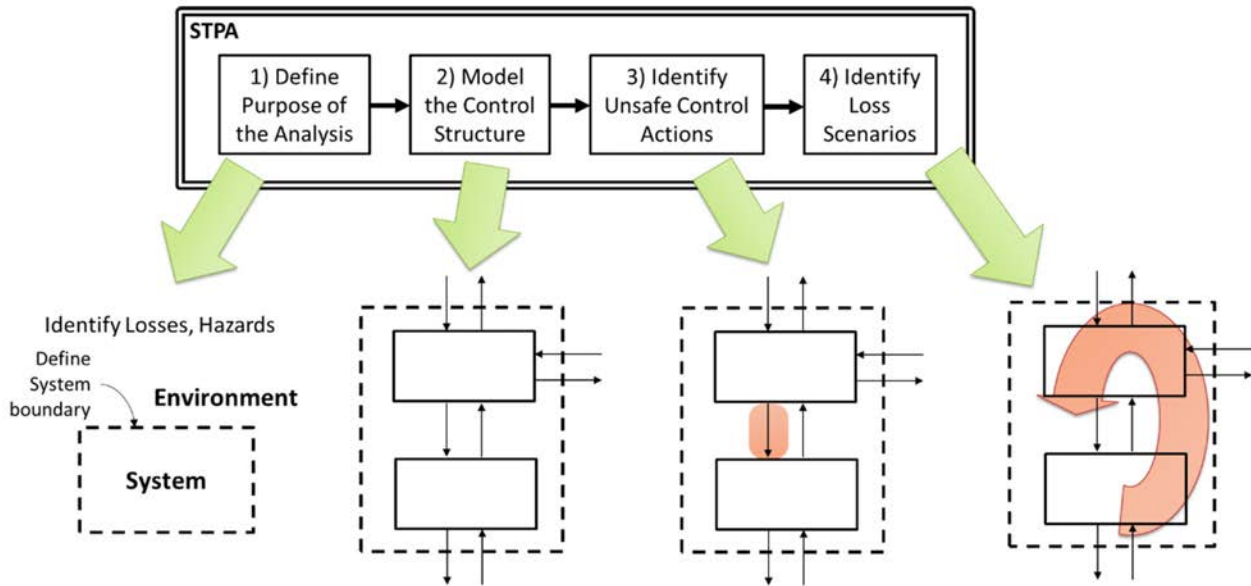 STPA
1) Define
Purpose of
the Analysis
2) Model
the Control
Structure
3) Identify
Unsafe Control
Actions
4) Identify
Loss
Scenarios
Identify Losses, Hazards
Define
System
boundary
Environment
System